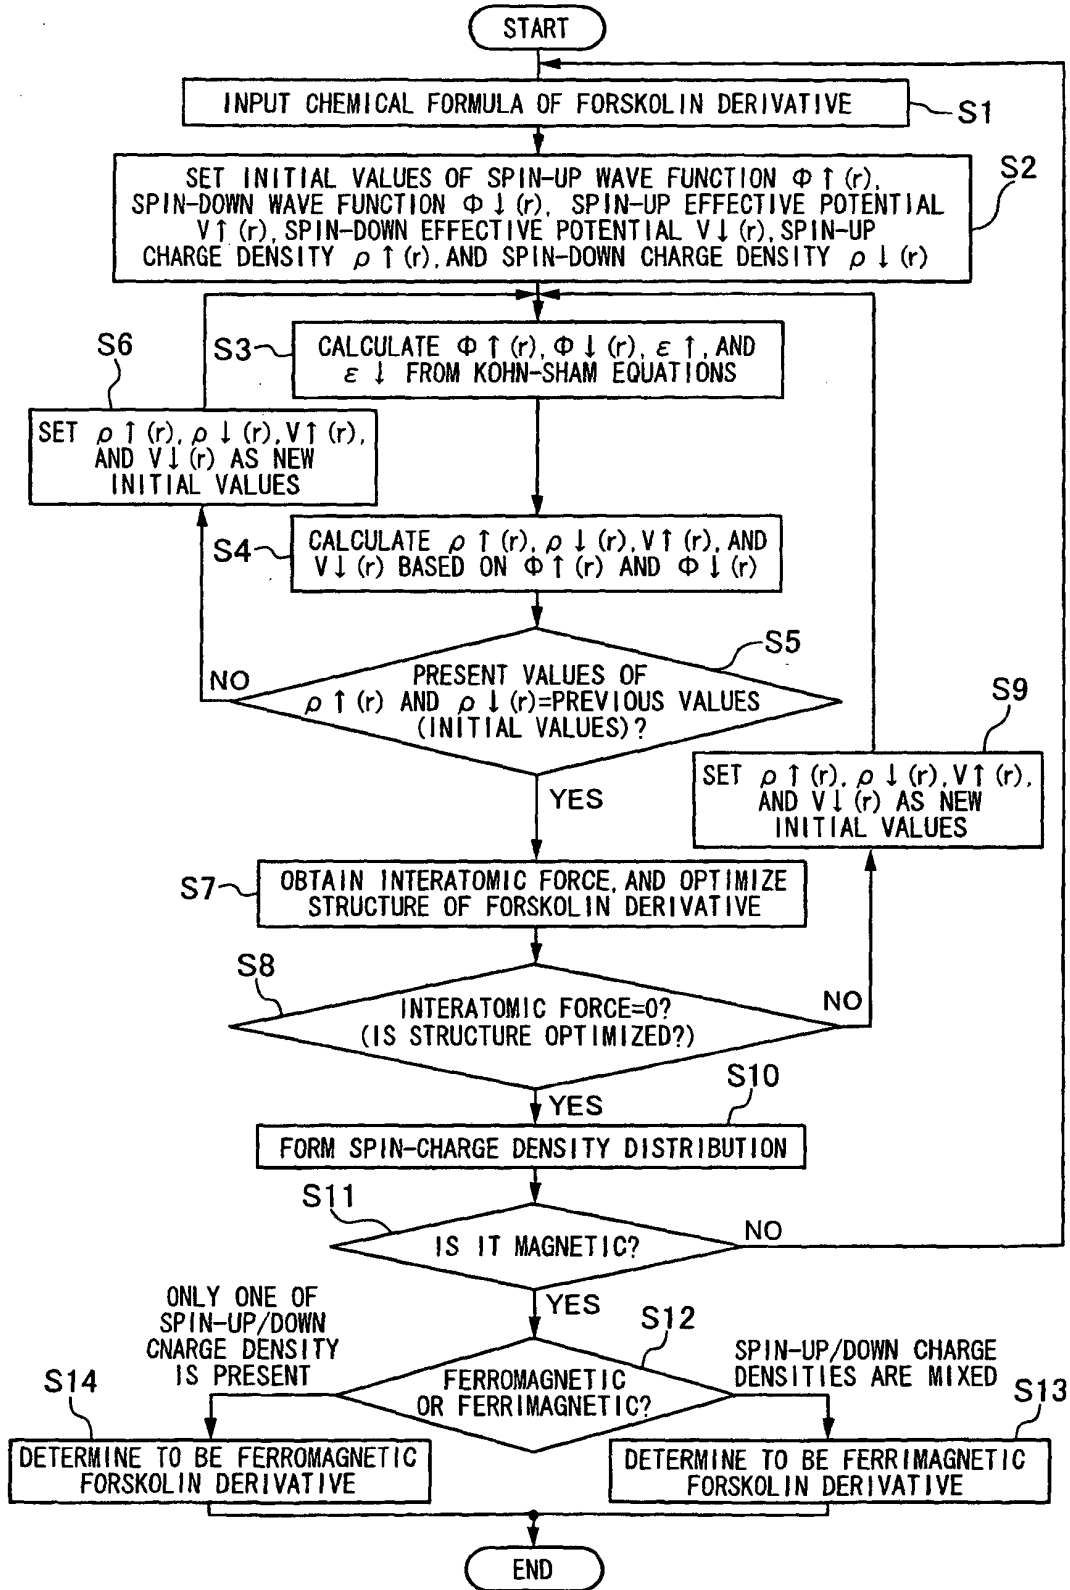 START
INPUT CHEMICAL FORMULA OF FORSKOLIN DERIVATIVE
S1
S2
SET INITIAL VALUES OF SPIN-UP WAVE FUNCTION Φ↑(r),
SPIN-DOWN WAVE FUNCTION Φ↓(r), SPIN-UP EFFECTIVE POTENTIAL
V↑(r), SPIN-DOWN EFFECTIVE POTENTIAL V↓(r), SPIN-UP
CHARGE DENSITY ρ↑(r), AND SPIN-DOWN CHARGE DENSITY ρ↓(r)
S3
CALCULATE Φ↑(r), Φ↓(r), ε↑, AND
ε↓ FROM KOHN-SHAM EQUATIONS
S6
SET ρ↑(r), ρ↓(r), V↑(r),
AND V↓(r) AS NEW
INITIAL VALUES
S4
CALCULATE ρ↑(r), ρ↓(r), V↑(r), AND
V↓(r) BASED ON Φ↑(r) AND Φ↓(r)
S5
PRESENT VALUES OF
ρ↑(r) AND ρ↓(r)=PREVIOUS VALUES
(INITIAL VALUES)?
NO
YES
S9
SET ρ↑(r), ρ↓(r), V↑(r),
AND V↓(r) AS NEW
INITIAL VALUES
S7
OBTAIN INTERATOMIC FORCE, AND OPTIMIZE
STRUCTURE OF FORSKOLIN DERIVATIVE
S8
INTERATOMIC FORCE=0?
(IS STRUCTURE OPTIMIZED?)
NO
YES
S10
FORM SPIN-CHARGE DENSITY DISTRIBUTION
S11
IS IT MAGNETIC?
NO
YES
S12
FERROMAGNETIC
OR FERRIMAGNETIC?
ONLY ONE OF
SPIN-UP/DOWN
CNARGE DENSITY
IS PRESENT
SPIN-UP/DOWN CHARGE
DENSITIES ARE MIXED
S14
DETERMINE TO BE FERROMAGNETIC
FORSKOLIN DERIVATIVE
S13
DETERMINE TO BE FERRIMAGNETIC
FORSKOLIN DERIVATIVE
END